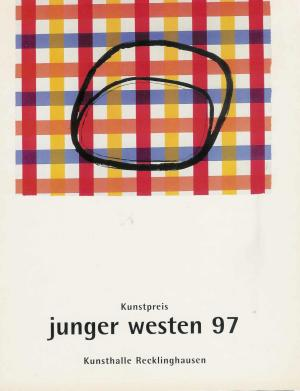 Kunstpreis
junger westen 97
Kunsthalle Recklinghausen